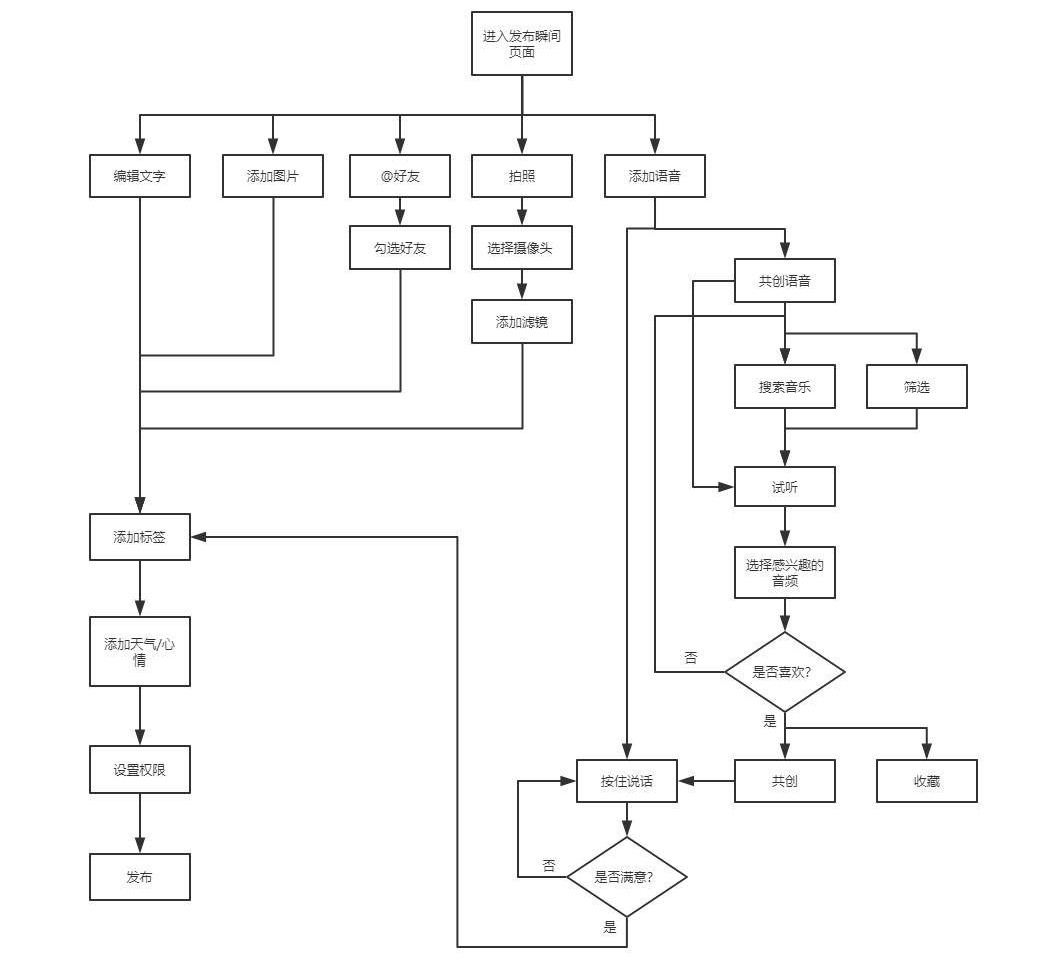 进入发布瞬间
页面
编辑文字
添加图片
@好友
拍照
添加语音
勾选好友
选择摄像头
共创语音
添加滤镜
搜索音乐
筛选
试听
添加标签
选择感兴趣的
音频
添加天气/心
情
否
是否喜欢?
是
设置权限
按住说话
共创
收藏
否
是否满意?
发布
是